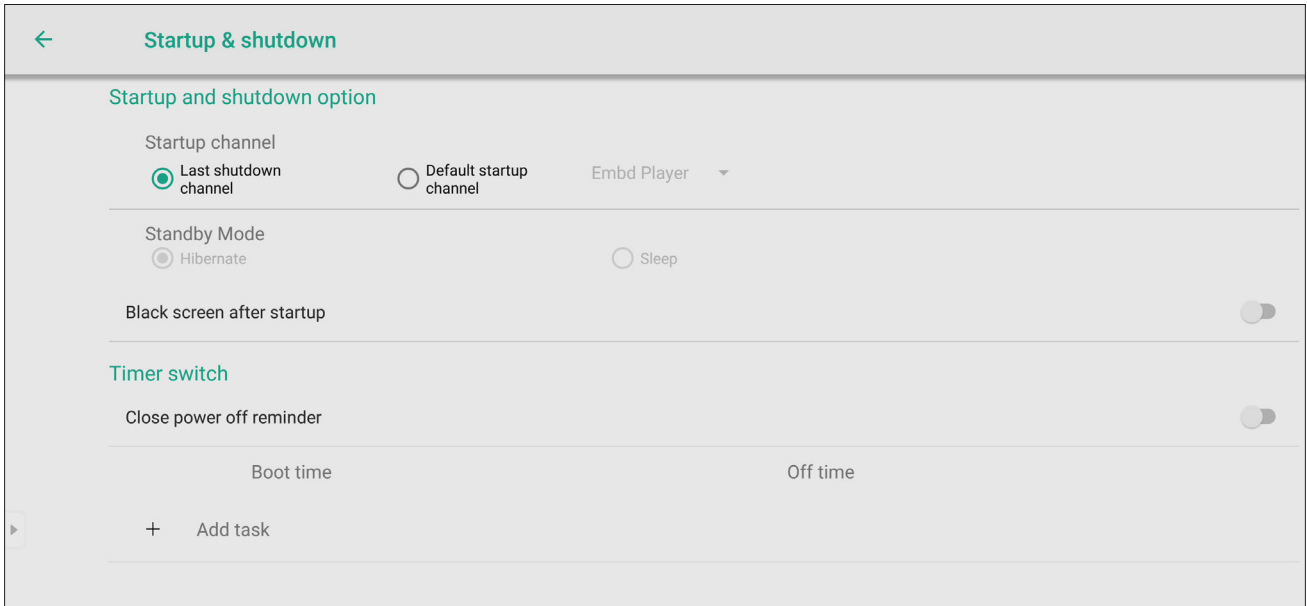 Startup & shutdown
Startup and shutdown option
Startup channel
Last shutdown
channel
Default startup
channel
Embd Player
Standby Mode
Hibernate
Sleep
Black screen after startup
Timer switch
Close power off reminder
Boot time
Off time
+ Add task